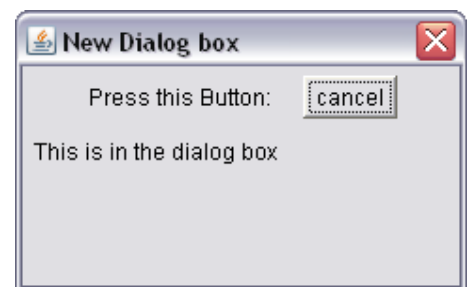 New Dialog box
Press this Button: cancel
This is in the dialog box